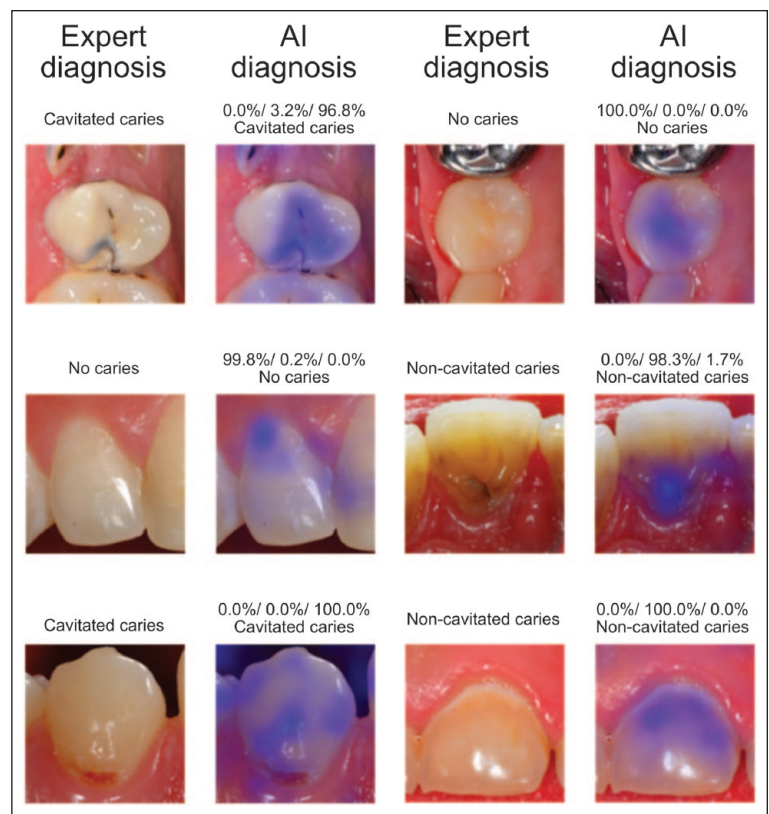 Expert
diagnosis
AI
diagnosis
Expert
diagnosis
AI
diagnosis
Cavitated caries
0.0%/ 3.2%/ 96.8%
Cavitated caries
No caries
100.0%/ 0.0%/ 0.0%
No caries
No caries
99.8%/ 0.2%/ 0.0%
No caries
Non-cavitated caries
0.0%/ 98.3%/ 1.7%
Non-cavitated caries
Cavitated caries
0.0%/ 0.0%/ 100.0%
Cavitated caries
Non-cavitated caries
0.0%/ 100.0%/ 0.0%
Non-cavitated caries